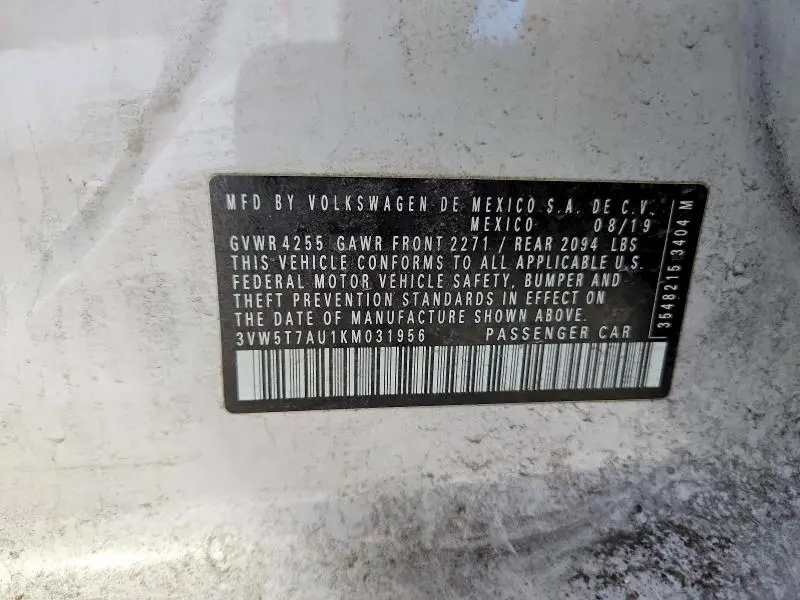 MFD BY VOLKSWAGEN DE MEXICO S.A. DE C.V.
MEXICO 08/19
GVWR 4255 GAWR FRONT 2271 / REAR 2094 LBS
THIS VEHICLE CONFORMS TO ALL APPLICABLE U.S.
FEDERAL MOTOR VEHICLE SAFETY, BUMPER AND
THEFT PREVENTION STANDARDS IN EFFECT ON
THE DATE OF MANUFACTURE SHOWN ABOVE.
3VW5T7AU1KM031956 PASSENGER CAR
3548215 3404 M